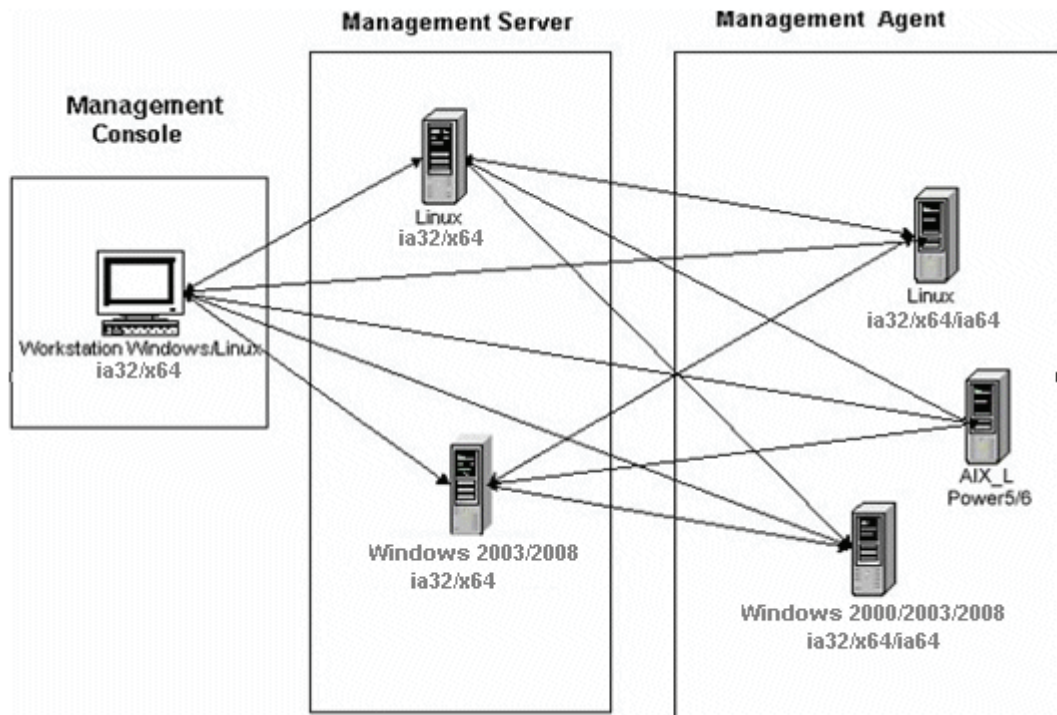 Management Server
Management Agent
Management
Console
Linux
ia32/x64
Linux
ia32/x64/ia64
Workstation Windows/Linux
ia32/x64
AIX_L
Power5/6
Windows 2003/2008
ia32/x64
Windows 2000/2003/2008
ia32/x64/ia64